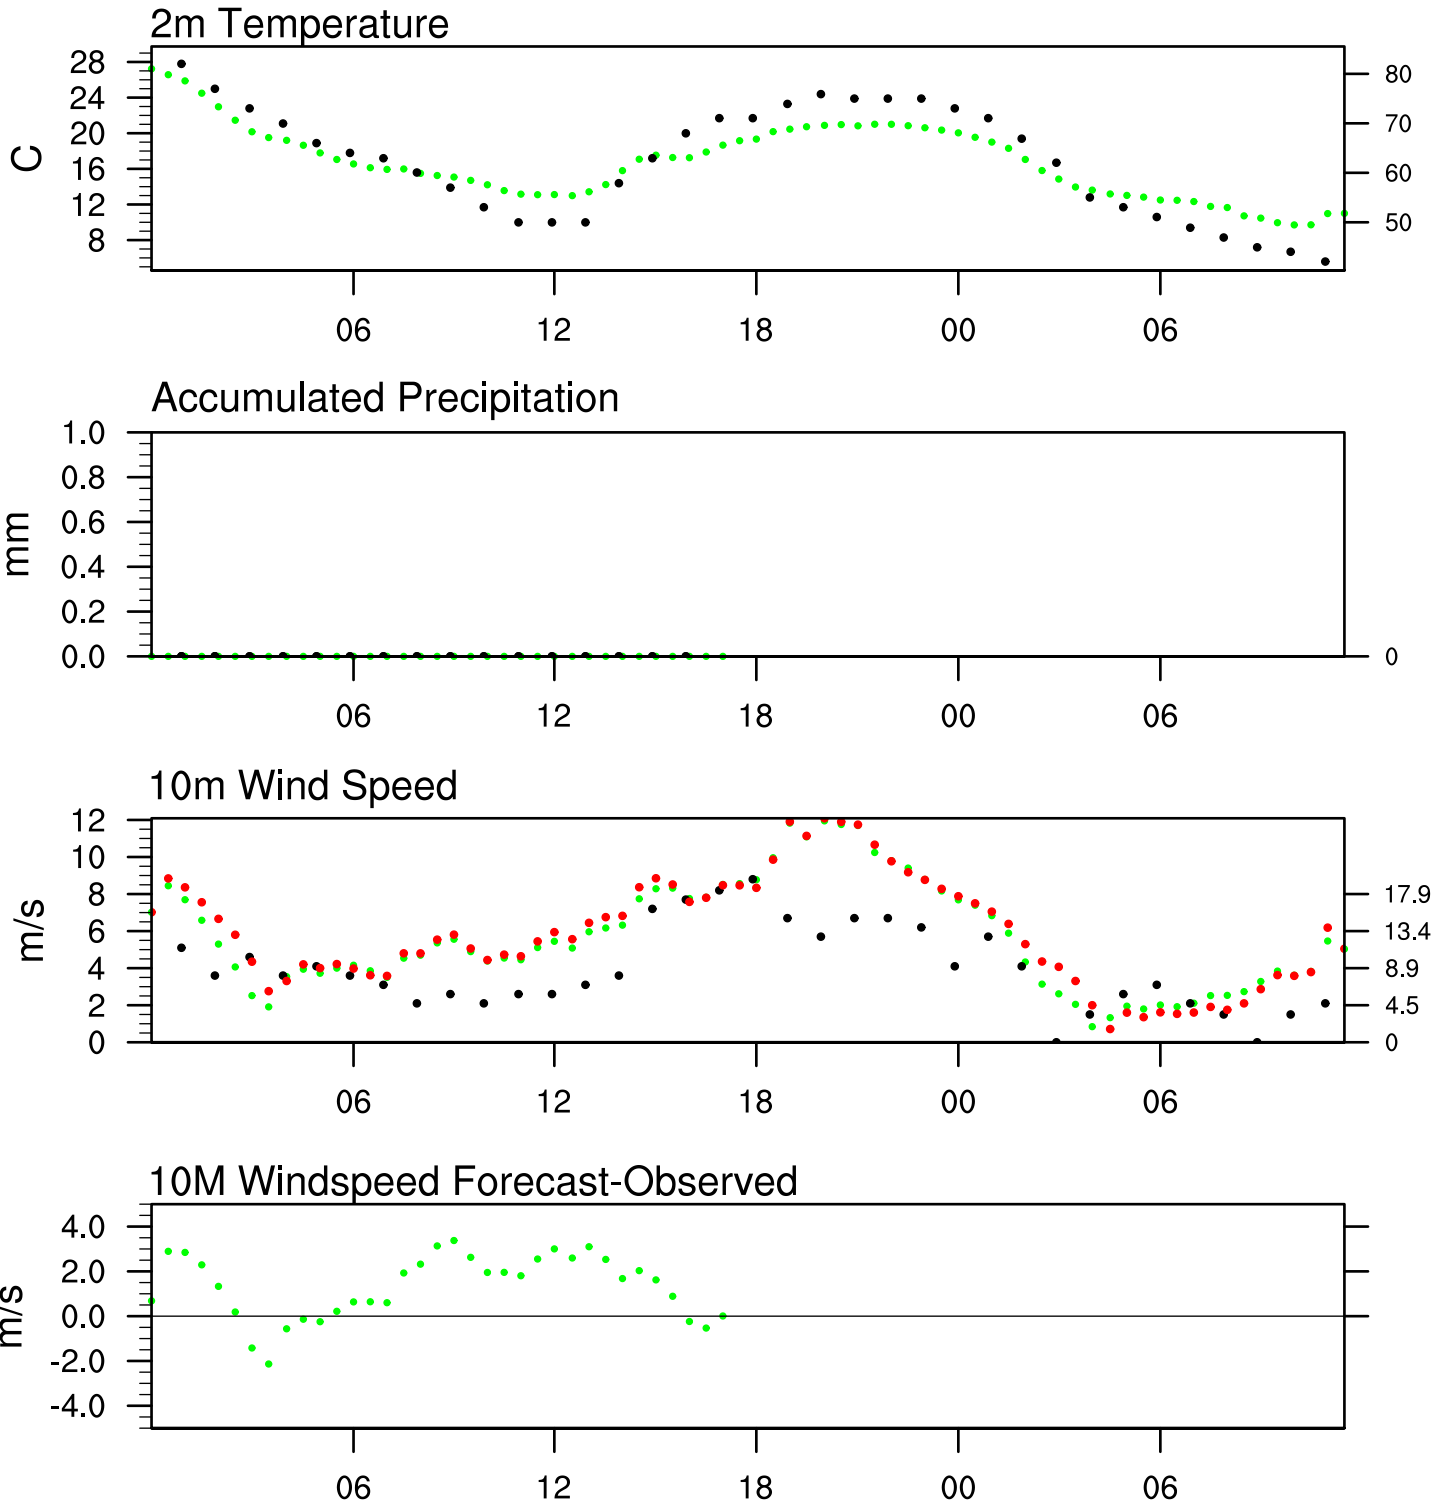 2m Temperature
28
24
20
16
12
8
C
80
70
60
50
06 12 18 00 06
Accumulated Precipitation
1.0
0.8
0.6
0.4
0.2
0.0
mm
0
06 12 18 00 06
10m Wind Speed
12
10
8
6
4
2
0
m/s
17.9
13.4
8.9
4.5
0
06 12 18 00 06
10M Windspeed Forecast-Observed
4.0
2.0
0.0
-2.0
-4.0
m/s
06 12 18 00 06